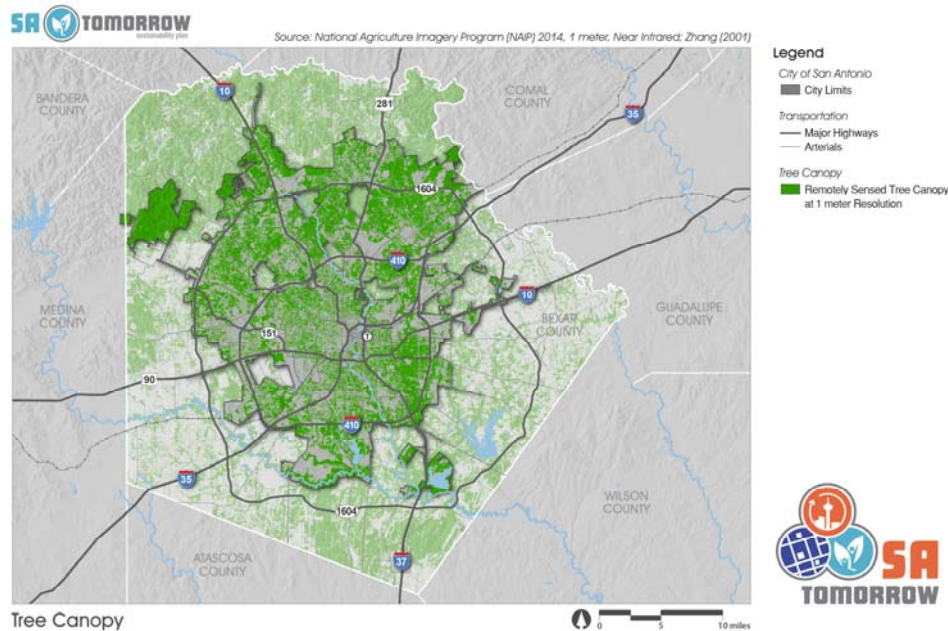 SA TOMORROW
sustainability plan
Source: National Agriculture Imagery Program (NAIP) 2014, 1 meter, Near Infrared; Zhang (2001)
Legend
City of San Antonio
City Limits
Transportation
Major Highways
Arterials
Tree Canopy
Remotely Sensed Tree Canopy
at 1 meter Resolution
BANDERA
COUNTY
10
281
COMAL
COUNTY
35
1604
410
10
MEDINA
COUNTY
BEXAR
COUNTY
GUADALUPE
COUNTY
151
90
410
35
1604
WILSON
COUNTY
ATASCOSA
COUNTY
37
SA
TOMORROW
Tree Canopy
0 5 10 miles